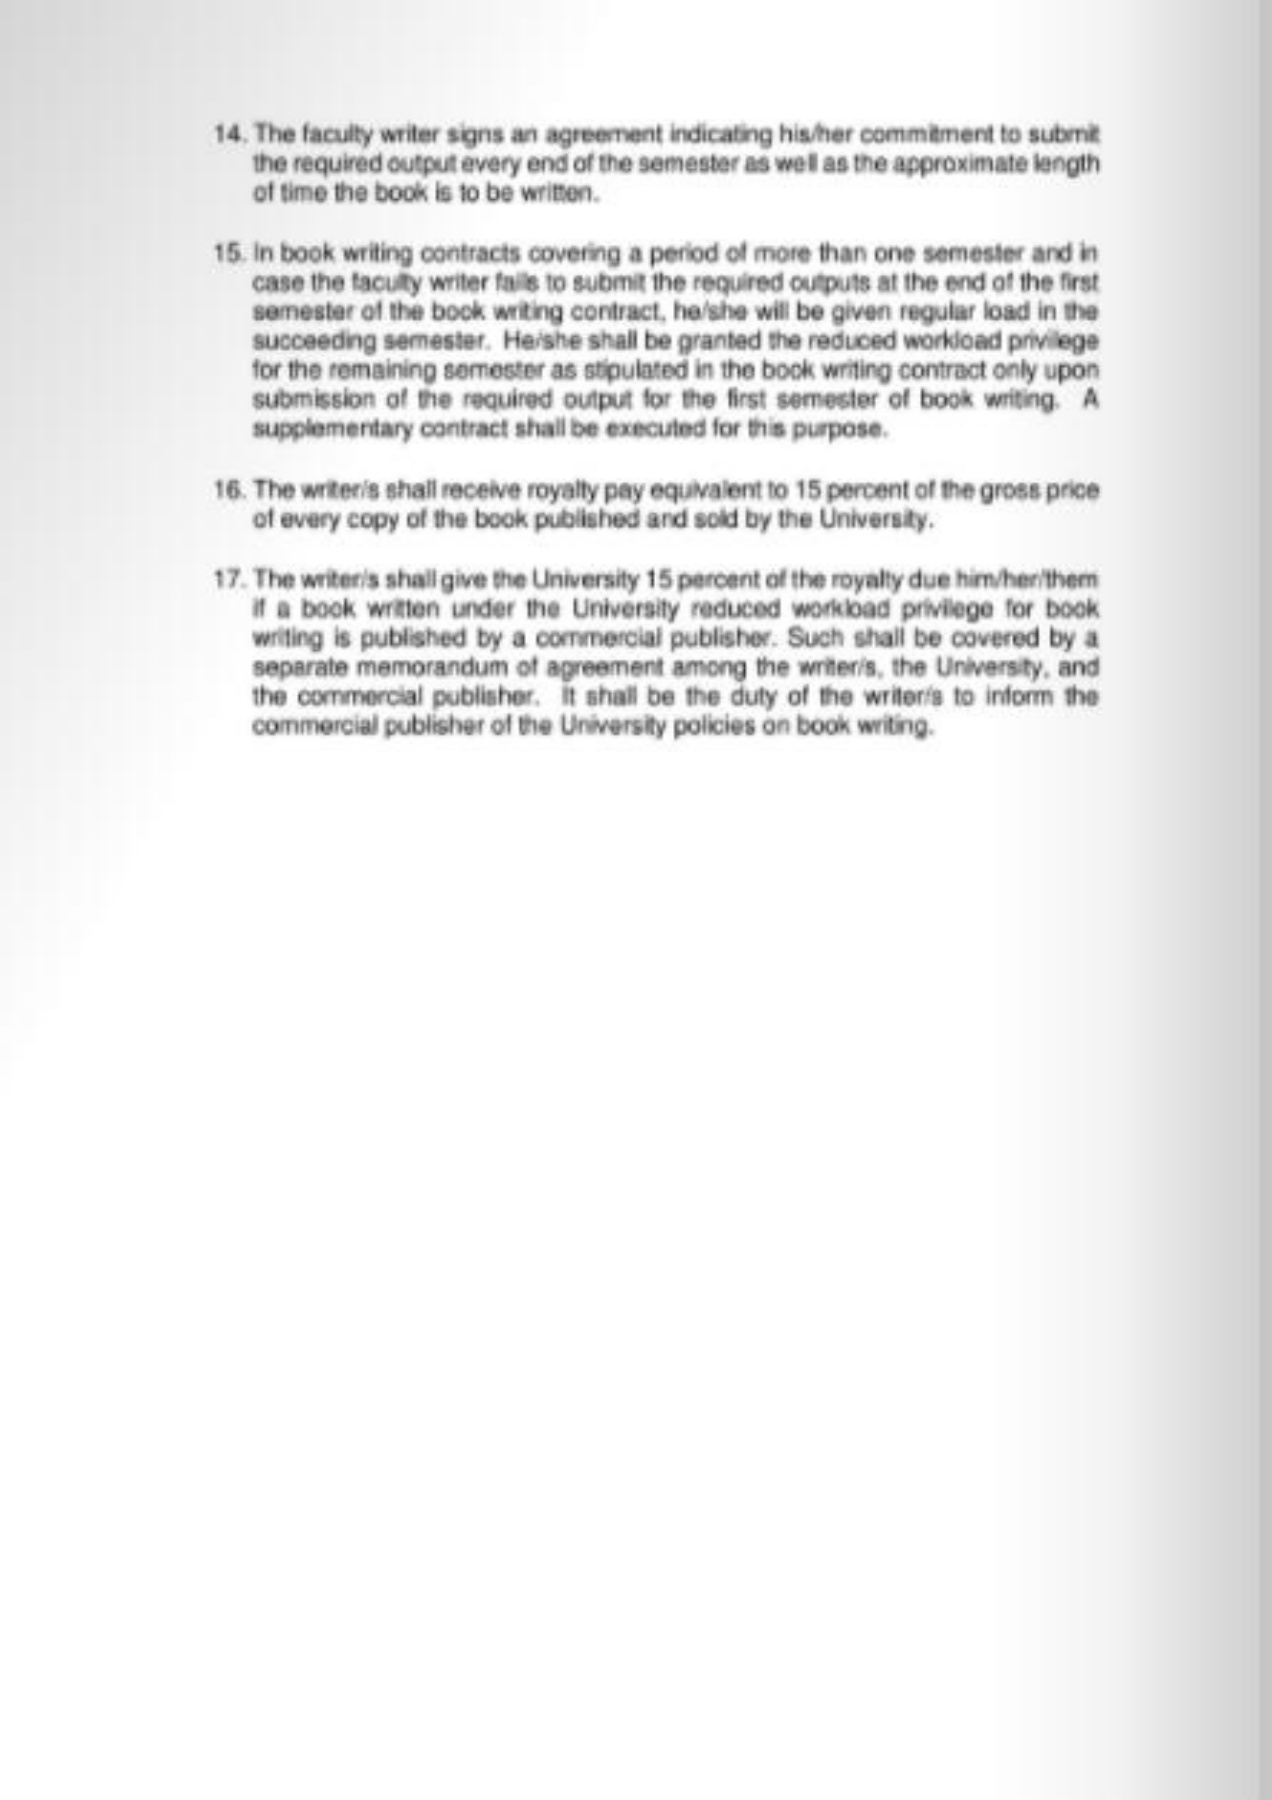 14. The faculty writer signs an agreement indicating his/her commitment to submit
the required output every end of the semester as well as the approximate length
of time the book is to be written.
15. In book writing contracts covering a period of more than one semester and in
case the faculty writer fails to submit the required outputs at the end of the first
semester of the book writing contract, he/she will be given regular load in the
succeeding semester. He/she shall be granted the reduced workload privilege
for the remaining semester as stipulated in the book writing contract only upon
submission of the required output for the first semester of book writing. A
supplementary contract shall be executed for this purpose.
16. The writer/s shall receive royalty pay equivalent to 15 percent of the gross price
of every copy of the book published and sold by the University.
17. The writer/s shall give the University 15 percent of the royalty due him/her/them
if a book written under the University reduced workload privilege for book
writing is published by a commercial publisher. Such shall be covered by a
separate memorandum of agreement among the writer/s, the University, and
the commercial publisher. It shall be the duty of the writer/s to inform the
commercial publisher of the University policies on book writing.